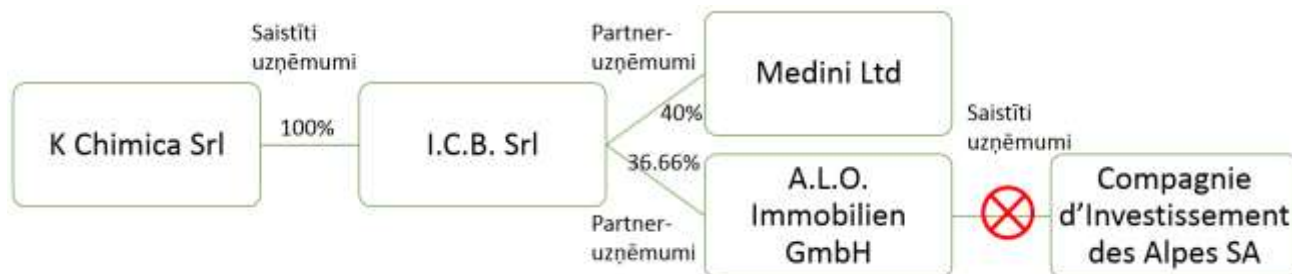 K Chimica Srl
Saistīti
uzņēmumi
100%
I.C.B. Srl
Partner-
uzņēmumi
40%
Medini Ltd
36.66%
Partner-
uzņēmumi
A.L.O.
Immobilien
GmbH
Saistīti
uzņēmumi
Compagnie
d'Investissement
des Alpes SA